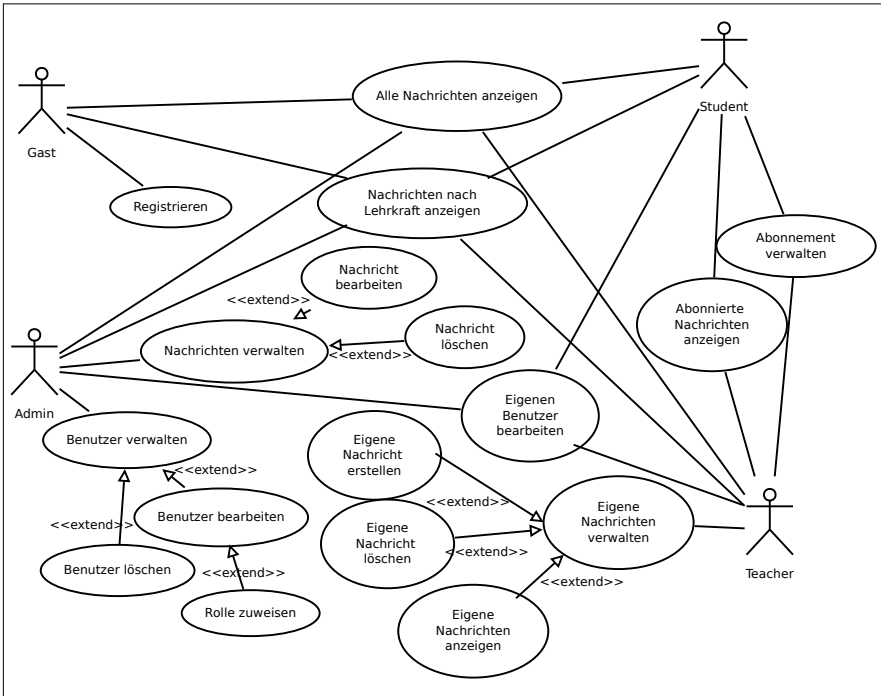 Alle Nachrichten anzeigen
Student
Gast
Registrieren
Nachrichten nach
Lehrkraft anzeigen
Abonnement
verwalten
Nachricht
bearbeiten
<<extend>>
Abonnierte
Nachrichten
anzeigen
Nachricht
löschen
Nachrichten verwalten
<<extend>>
Admin
Eigenen
Benutzer
bearbeiten
Benutzer verwalten
Eigene
Nachricht
erstellen
<<extend>>
<<extend>>
Benutzer bearbeiten
Eigene
Nachrichten
verwalten
<<extend>>
Eigene
Nachricht
löschen
<<extend>>
Benutzer löschen
<<extend>>
<<extend>>
Teacher
Rolle zuweisen
Eigene
Nachrichten
anzeigen